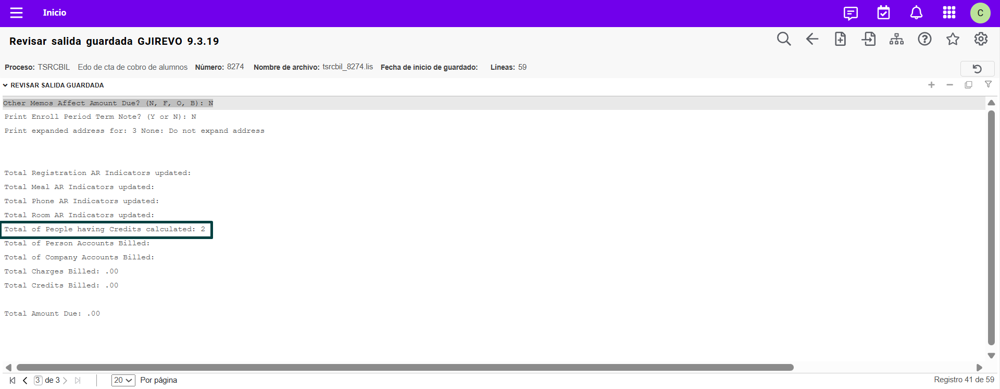 Inicio
C
Revisar salida guardada GJIREVO 9.3.19
Proceso: TSRCBIL Edo de cta de cobro de alumnos Número: 8274 Nombre de archivo: tsrcbil_8274.lis Fecha de inicio de guardado: Líneas: 59
REVISAR SALIDA GUARDADA
Other Memos Affect Amount Due? (N, F, O, B): N
Print Enroll Period Term Note? (Y or N): N
Print expanded address for: 3 None: Do not expand address
Total Registration AR Indicators updated:
Total Meal AR Indicators updated:
Total Phone AR Indicators updated:
Total Room AR Indicators updated:
Total of People having Credits calculated: 2
Total of Person Accounts Billed:
Total of Company Accounts Billed:
Total Charges Billed: .00
Total Credits Billed: .00
Total Amount Due: .00
3 de 3 20 Por página Registro 41 de 59